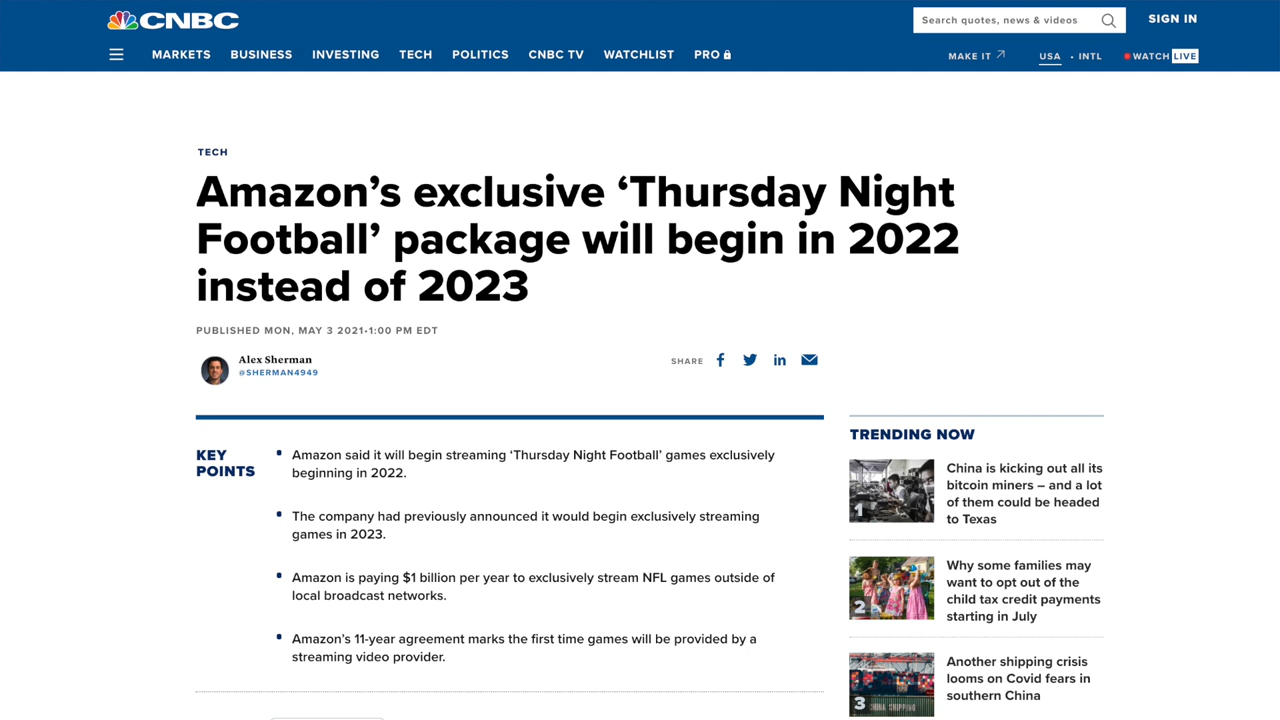 CNBC
Search quotes, news & videos
SIGN IN
MARKETS BUSINESS INVESTING TECH POLITICS CNBC TV WATCHLIST PRO
MAKE IT USA • INTL WATCH LIVE
TECH
Amazon’s exclusive ‘Thursday Night
Football’ package will begin in 2022
instead of 2023
PUBLISHED MON, MAY 3 2021•1:00 PM EDT
Alex Sherman
@SHERMAN4949
SHARE
KEY
POINTS
Amazon said it will begin streaming ‘Thursday Night Football’ games exclusively
beginning in 2022.
The company had previously announced it would begin exclusively streaming
games in 2023.
Amazon is paying $1 billion per year to exclusively stream NFL games outside of
local broadcast networks.
Amazon’s 11-year agreement marks the first time games will be provided by a
streaming video provider.
TRENDING NOW
1
China is kicking out all its
bitcoin miners – and a lot
of them could be headed
to Texas
2
Why some families may
want to opt out of the
child tax credit payments
starting in July
3
CHINA SHIPPING
Another shipping crisis
looms on Covid fears in
southern China